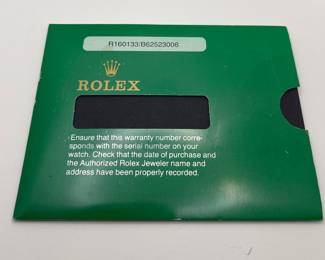 R160133/B62523006
ROLEX
Ensure that this warranty number corre-
sponds with the serial number on your
watch. Check that the date of purchase and
the Authorized Rolex Jeweler name and
address have been properly recorded.